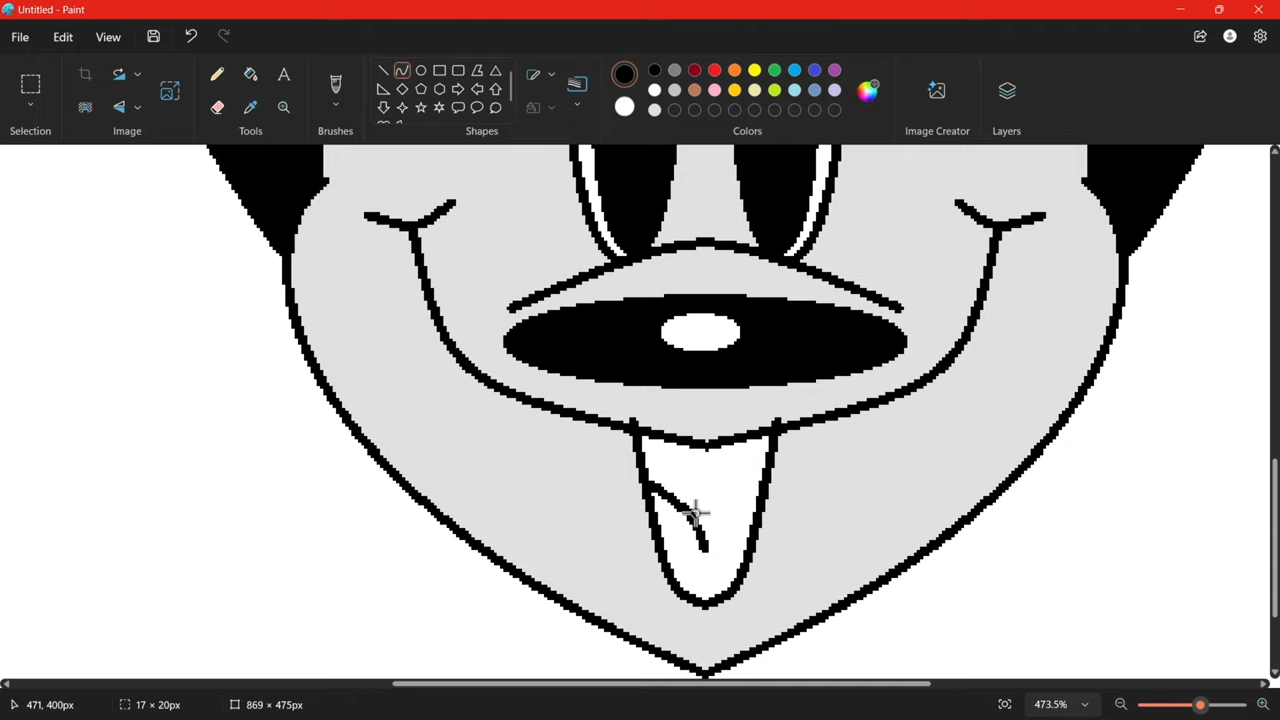 Untitled - Paint
File Edit View
Selection Image Tools Brushes Shapes Colors Image Creator Layers
471, 400px 17 × 20px 869 × 475px 473.5%